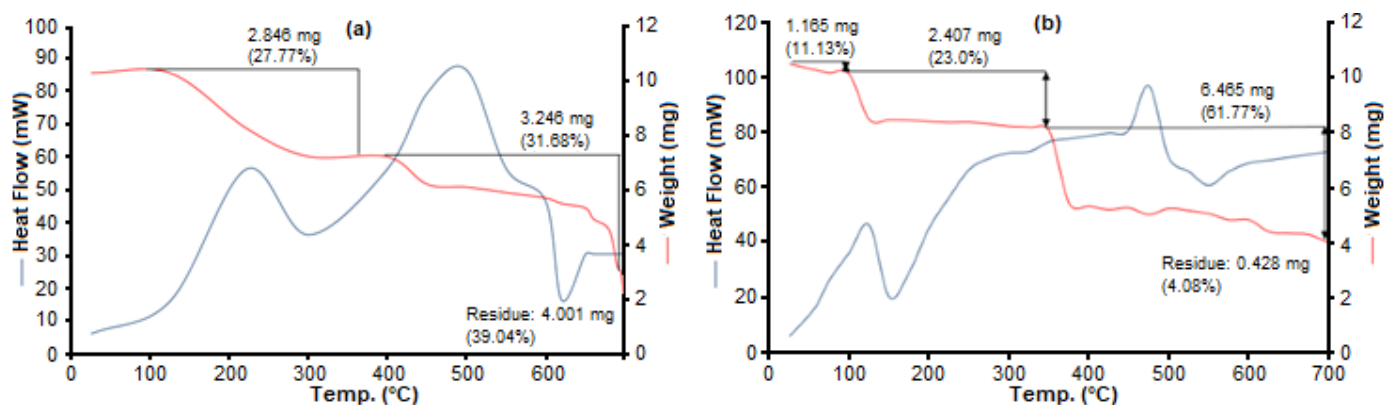 (a)
2.846 mg
(27.77%)
3.246 mg
(31.68%)
Residue: 4.001 mg
(39.04%)
Heat Flow (mW)
100
90
80
70
60
50
40
30
20
10
0
12
10
8
6
4
2
0
Weight (mg)
0 100 200 300 400 500 600
Temp. (ºC)
(b)
1.165 mg
(11.13%)
2.407 mg
(23.0%)
6.465 mg
(61.77%)
Residue: 0.428 mg
(4.08%)
Heat Flow (mW)
120
100
80
60
40
20
0
12
10
8
6
4
2
0
Weight (mg)
0 100 200 300 400 500 600 700
Temp. (ºC)